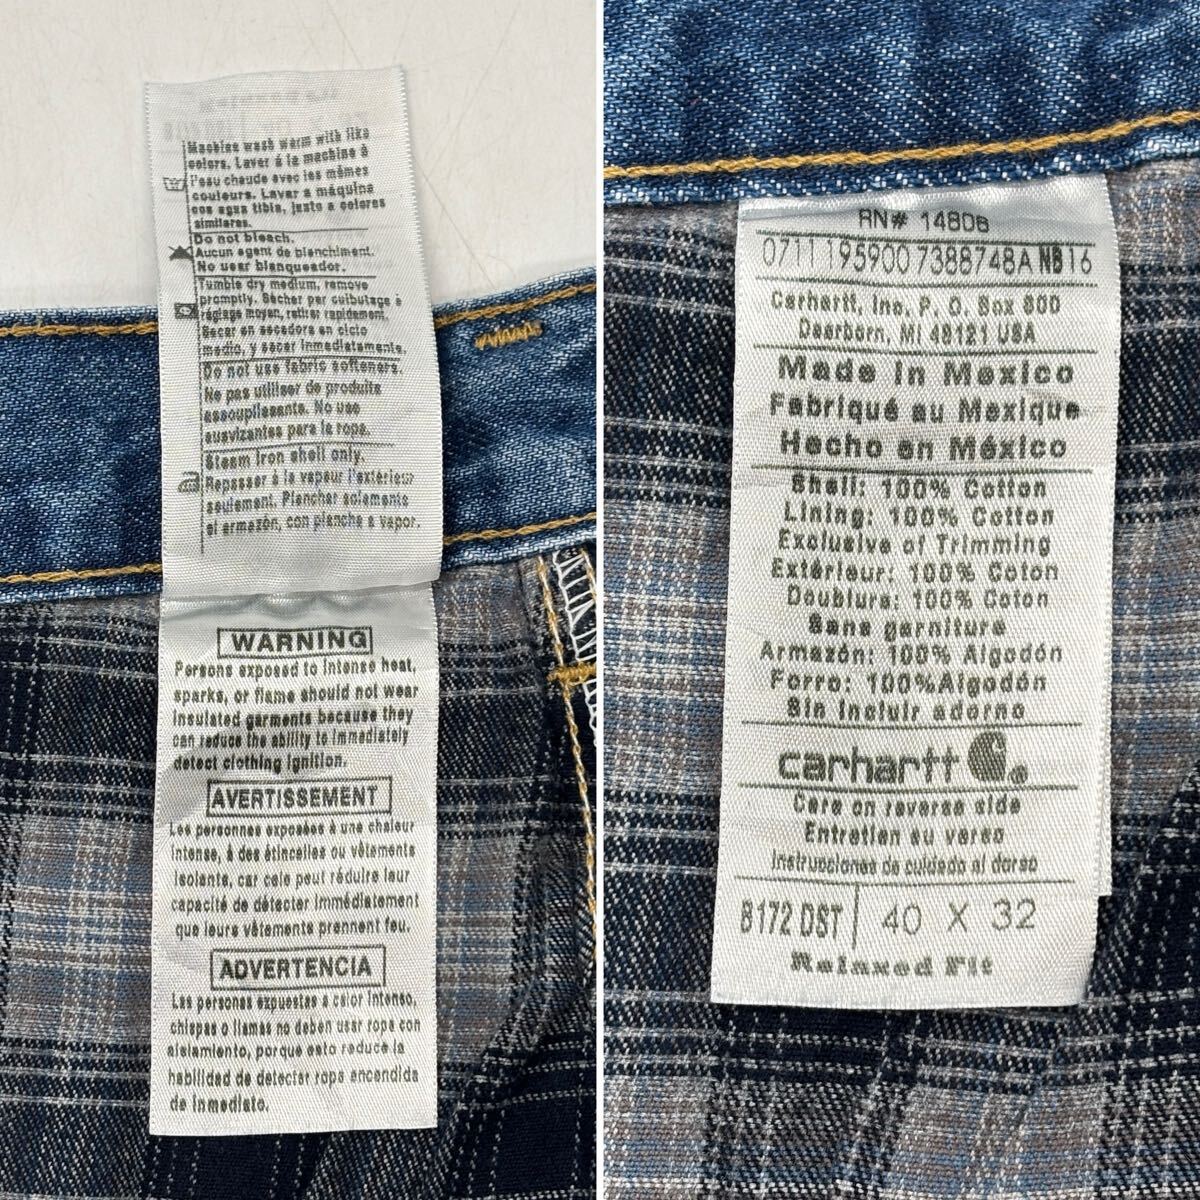 Machine wash warm with like
colors. Laver á la machine à
l'eau chaude avec les mêmes
couleurs. Lavar a máquina
con agua tibia, junto a colores
similares.
Do not bleach.
Aucun agent de blanchiment.
No usar blanqueador.
Tumble dry medium, remove
promptly. Sécher par culbutage à
réglage moyen, retirer rapidement.
Secar en secadora en ciclo
medio, y sacar inmediatamente.
Do not use fabric softeners.
Ne pas utiliser de produits
assouplissants. No use
suavizantes para la ropa.
Steam iron shell only.
Repasser à la vapeur l'extérieur
seulement. Planchar solamente
el armazón, con plancha a vapor.
WARNING
Persons exposed to intense heat,
sparks, or flame should not wear
insulated garments because they
can reduce the ability to immediately
detect clothing ignition.
AVERTISSEMENT
Les personnes exposées à une chaleur
intense, à des étincelles ou vêtements
isolants, car cela peut réduire leur
capacité de détecter immédiatement
que leurs vêtements prennent feu.
ADVERTENCIA
Las personas expuestas a calor intenso,
chispas o llamas no deben usar ropa con
aislamiento, porque esto reduce la
habilidad de detectar ropa encendida
de inmediato.
RN# 14806
0711 195900 7388748A NB16
Carhartt, Inc. P. O. Box 600
Dearborn, MI 48121 USA
Made in Mexico
Fabriqué au Mexique
Hecho en México
Shell: 100% Cotton
Lining: 100% Cotton
Exclusive of Trimming
Extérieur: 100% Coton
Doublure: 100% Coton
Sans garniture
Armazón: 100% Algodón
Forro: 100%Algodón
Sin incluir adorno
carhartt ®
Care on reverse side
Entretien au verso
Instrucciones de cuidado al dorso
B172 DST 40 X 32
Relaxed Fit